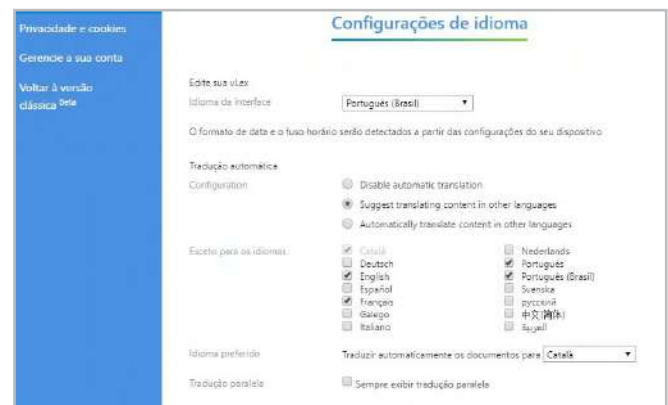 Privacidade e cookies
Gerencie a sua conta
Voltar à versão
clássica Beta
Configurações de idioma
Edite sua vLex
Idioma da interface
Português (Brasil)
O formato de data e o fuso horário serão detectados a partir das configurações do seu dispositivo
Tradução automática
Configuration
Disable automatic translation
Suggest translating content in other languages
Automatically translate content in other languages
Exceto para os idiomas:
Català
Deutsch
English
Español
Français
Galego
Italiano
Nederlands
Português
Português (Brasil)
Svenska
русский
中文(简体)
العربية
Idioma preferido
Traduzir automaticamente os documentos para Català
Tradução paralela
Sempre exibir tradução paralela